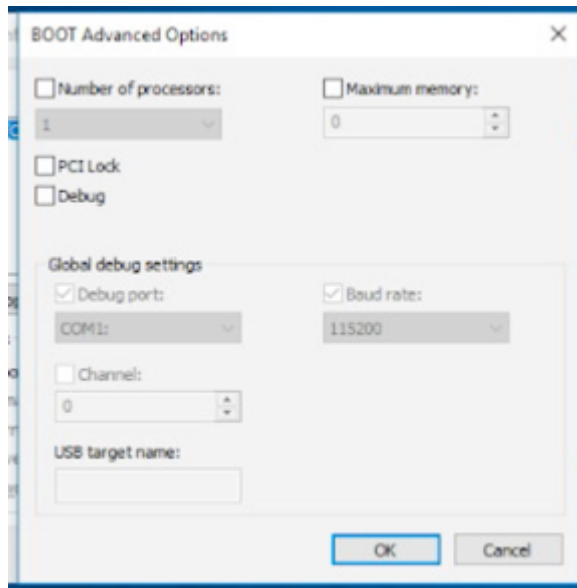 BOOT Advanced Options
Number of processors:
Maximum memory:
1
0
PCI Lock
Debug
Global debug settings
Debug port:
Baud rate:
COM1:
115200
Channel:
0
USB target name:
OK
Cancel